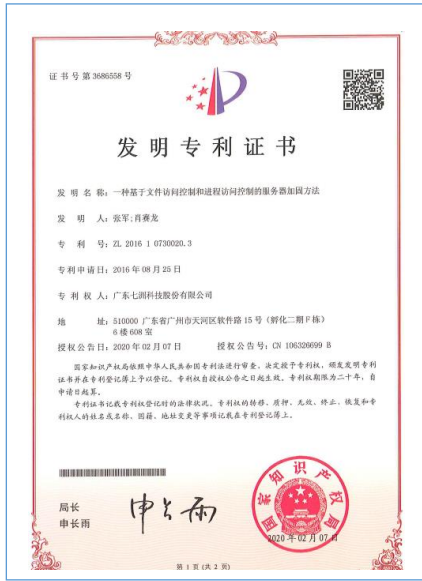 证书号第3686558号
发明专利证书
发明名称：一种基于文件访问控制和进程访问控制的服务器加固方法
发明人：张军;肖赛龙
专利号：ZL 2016 1 0730020.3
专利申请日：2016年08月25日
专利权人：广东七洲科技股份有限公司
地址：510000 广东省广州市天河区软件路15号（孵化二期F栋）
6楼608室
授权公告日：2020年02月07日 授权公告号：CN 106326699 B
国家知识产权局依照中华人民共和国专利法进行审查，决定授予专利权，颁发发明专利
证书并在专利登记簿上予以登记。专利权自授权公告之日起生效。专利权期限为二十年，自
申请日起算。
专利证书记载专利权登记时的法律状况。专利权的转移、质押、无效、终止、恢复和专
利权人的姓名或名称、国籍、地址变更等事项记载在专利登记簿上。
局长
申长雨
申长雨
国家知识产权局
2020年02月07日
第1页(共2页)